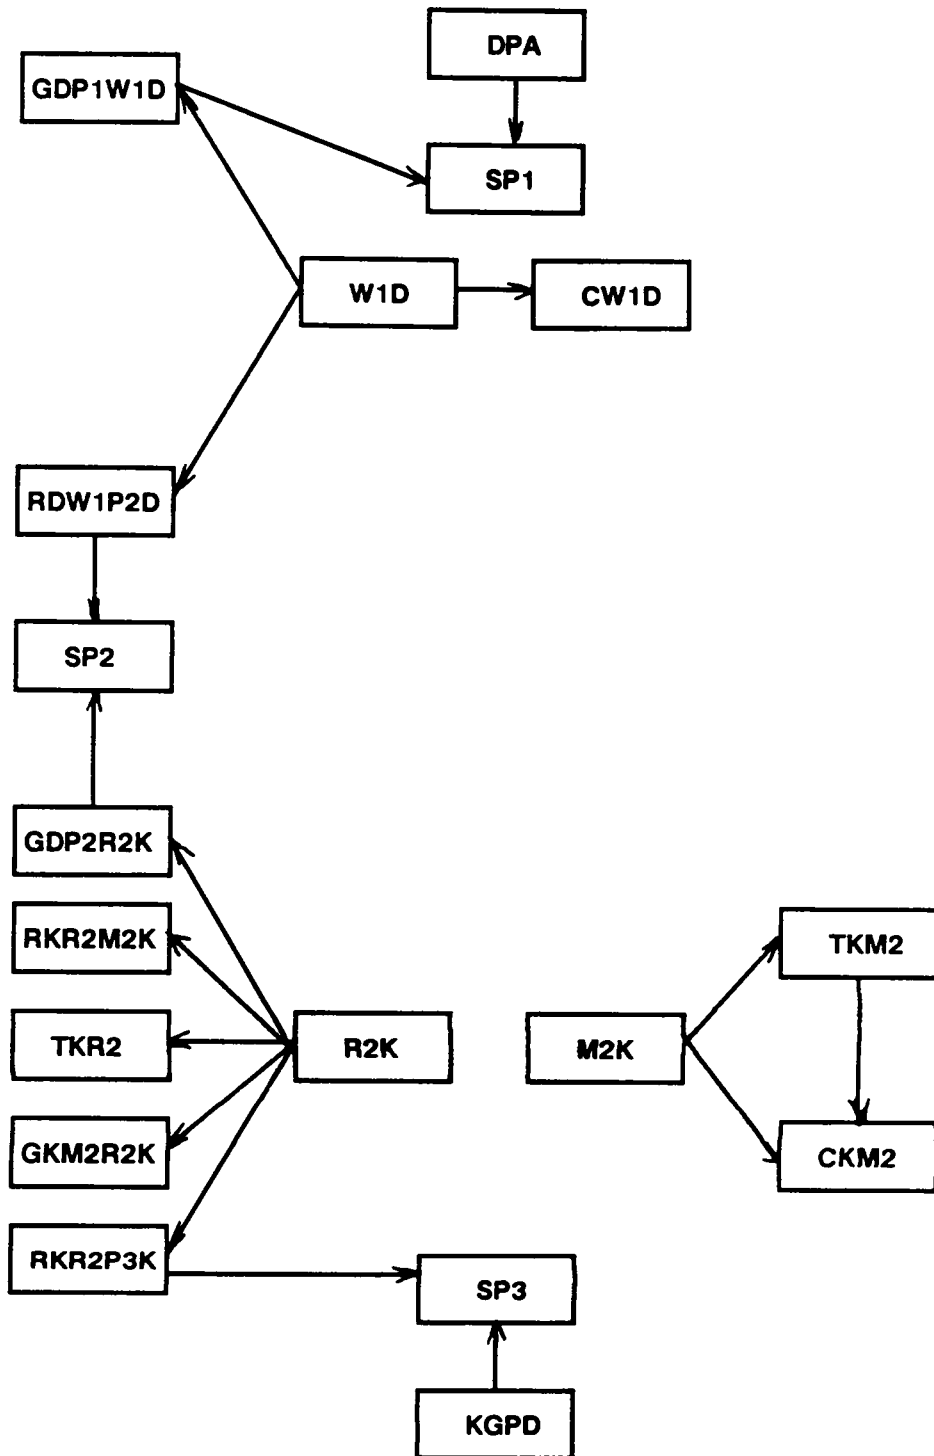 DPA
GDP1W1D
SP1
W1D
CW1D
RDW1P2D
SP2
GDP2R2K
RKR2M2K
TKM2
TKR2
R2K
M2K
GKM2R2K
CKM2
RKR2P3K
SP3
KGPD